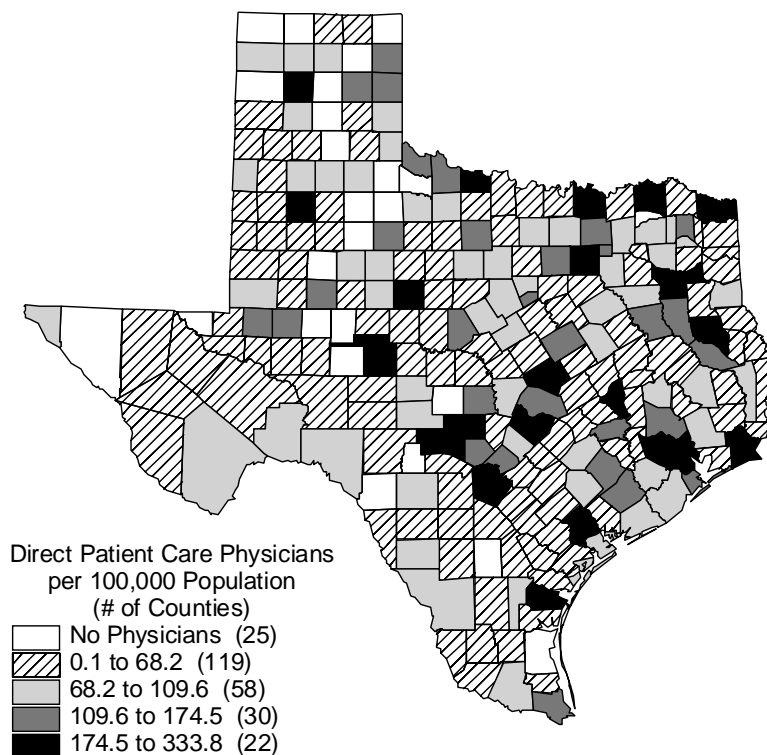 Direct Patient Care Physicians
per 100,000 Population
(# of Counties)
No Physicians (25)
0.1 to 68.2 (119)
68.2 to 109.6 (58)
109.6 to 174.5 (30)
174.5 to 333.8 (22)